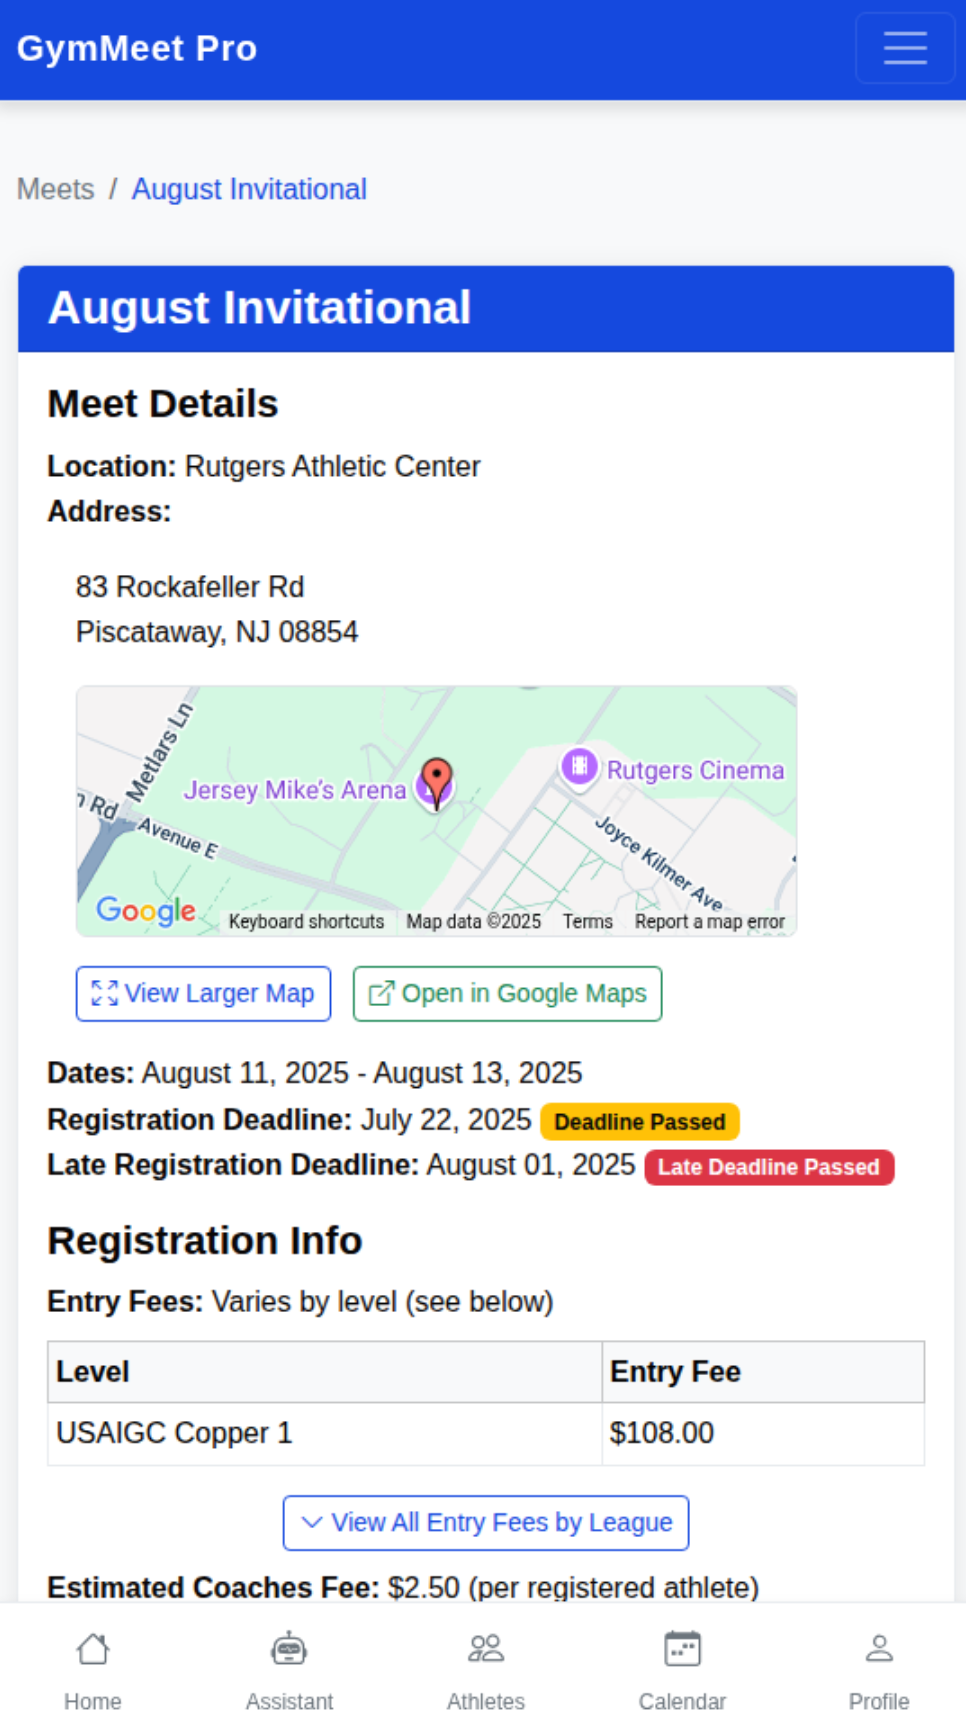 GymMeet Pro
Meets / August Invitational
August Invitational
Meet Details
Location: Rutgers Athletic Center
Address:
83 Rockafeller Rd
Piscataway, NJ 08854
Metlars Ln
Jersey Mike's Arena
Rutgers Cinema
n Rd
Avenue E
Joyce Kilmer Ave
Google
Keyboard shortcuts Map data ©2025 Terms Report a map error
View Larger Map Open in Google Maps
Dates: August 11, 2025 - August 13, 2025
Registration Deadline: July 22, 2025 Deadline Passed
Late Registration Deadline: August 01, 2025 Late Deadline Passed
Registration Info
Entry Fees: Varies by level (see below)
Level Entry Fee
USAIGC Copper 1 $108.00
View All Entry Fees by League
Estimated Coaches Fee: $2.50 (per registered athlete)
Home Assistant Athletes Calendar Profile